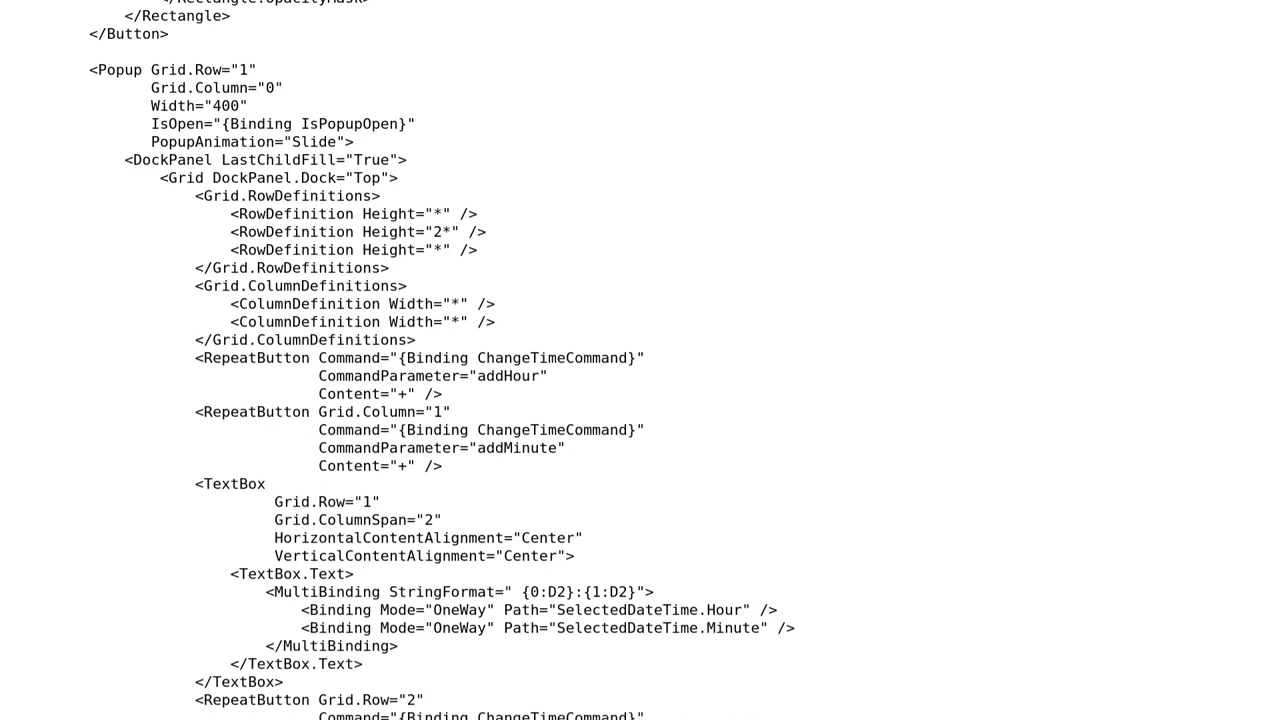 </Rectangle.OpacityMask>
</Rectangle>
</Button>
<Popup Grid.Row="1"
Grid.Column="0"
Width="400"
IsOpen="{Binding IsPopupOpen}"
PopupAnimation="Slide">
<DockPanel LastChildFill="True">
<Grid DockPanel.Dock="Top">
<Grid.RowDefinitions>
<RowDefinition Height="*" />
<RowDefinition Height="2*" />
<RowDefinition Height="*" />
</Grid.RowDefinitions>
<Grid.ColumnDefinitions>
<ColumnDefinition Width="*" />
<ColumnDefinition Width="*" />
</Grid.ColumnDefinitions>
<RepeatButton Command="{Binding ChangeTimeCommand}"
CommandParameter="addHour"
Content="+" />
<RepeatButton Grid.Column="1"
Command="{Binding ChangeTimeCommand}"
CommandParameter="addMinute"
Content="+" />
<TextBox
Grid.Row="1"
Grid.ColumnSpan="2"
HorizontalContentAlignment="Center"
VerticalContentAlignment="Center">
<TextBox.Text>
<MultiBinding StringFormat=" {0:D2}:{1:D2}">
<Binding Mode="OneWay" Path="SelectedDateTime.Hour" />
<Binding Mode="OneWay" Path="SelectedDateTime.Minute" />
</MultiBinding>
</TextBox.Text>
</TextBox>
<RepeatButton Grid.Row="2"
Command="{Binding ChangeTimeCommand}"